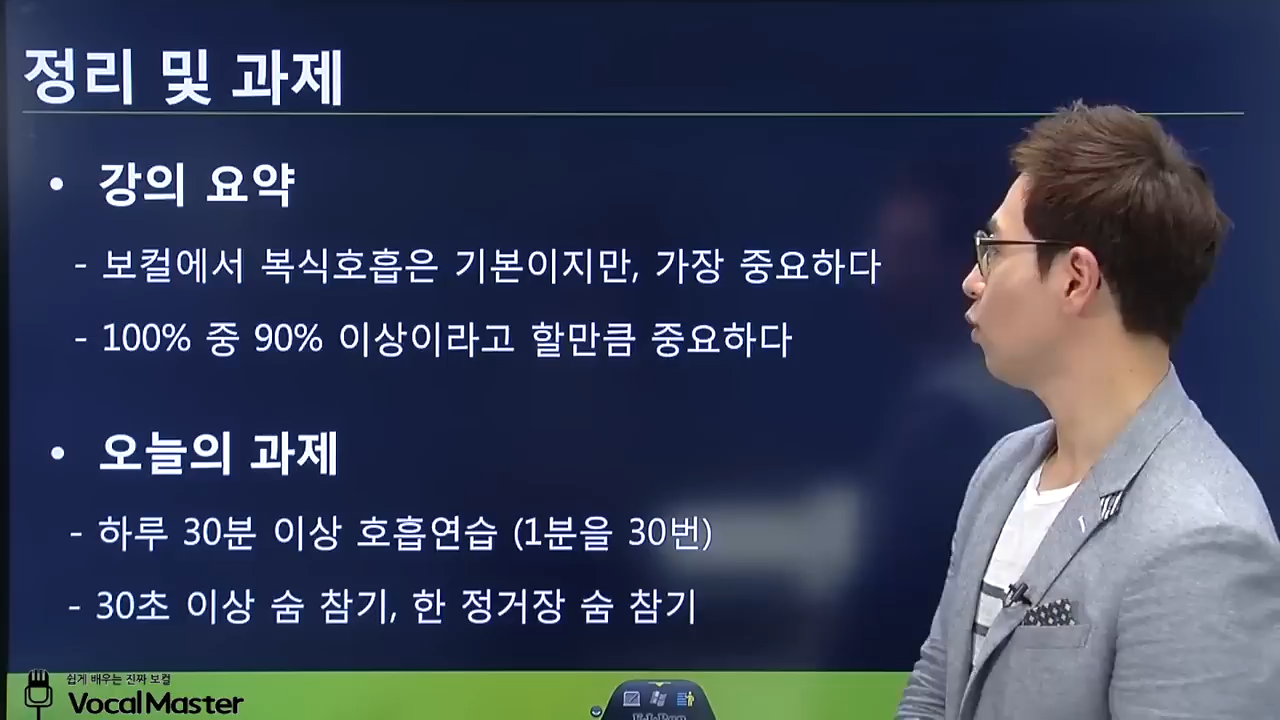 정리 및 과제
• 강의 요약
- 보컬에서 복식호흡은 기본이지만, 가장 중요하다
- 100% 중 90% 이상이라고 할만큼 중요하다
• 오늘의 과제
- 하루 30분 이상 호흡연습 (1분을 30번)
- 30초 이상 숨 참기, 한 정거장 숨 참기
쉽게 배우는 진짜 보컬
VocalMaster